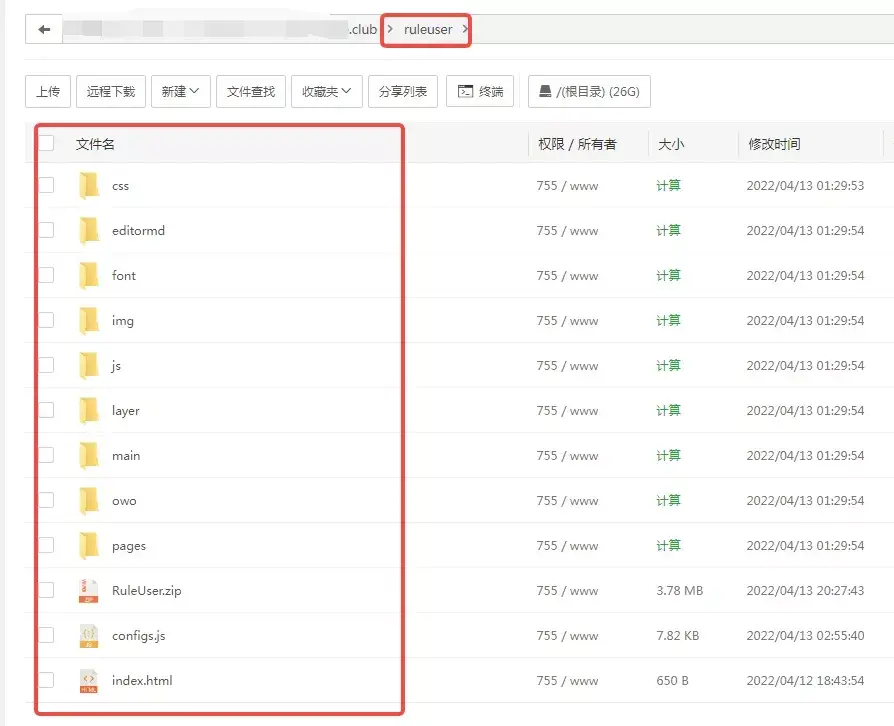 .club > ruleuser >
上传 远程下载 新建 文件查找 收藏夹 分享列表 终端 /(根目录) (26G)
文件名 权限 / 所有者 大小 修改时间
css 755 / www 计算 2022/04/13 01:29:53
editormd 755 / www 计算 2022/04/13 01:29:54
font 755 / www 计算 2022/04/13 01:29:54
img 755 / www 计算 2022/04/13 01:29:54
js 755 / www 计算 2022/04/13 01:29:54
layer 755 / www 计算 2022/04/13 01:29:54
main 755 / www 计算 2022/04/13 01:29:54
owo 755 / www 计算 2022/04/13 01:29:54
pages 755 / www 计算 2022/04/13 01:29:54
RuleUser.zip 755 / www 3.78 MB 2022/04/13 20:27:43
configs.js 755 / www 7.82 KB 2022/04/13 02:55:40
index.html 755 / www 650 B 2022/04/12 18:43:54